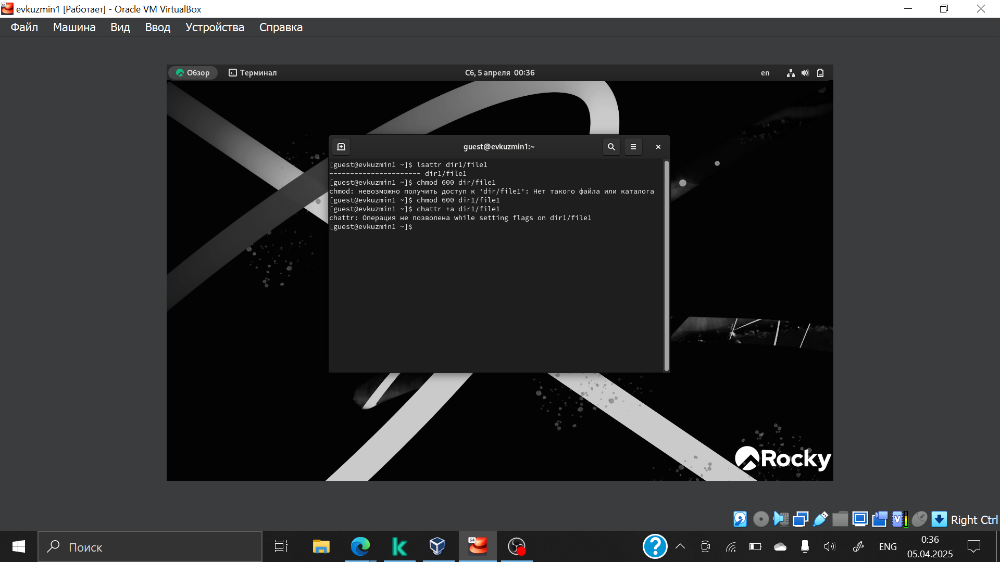 evkuzmin1 [Работает] - Oracle VM VirtualBox
Файл Машина Вид Ввод Устройства Справка
Обзор Терминал Сб, 5 апреля 00:36 en
guest@evkuzmin1:~
[guest@evkuzmin1 ~]$ lsattr dir1/file1
---------------------- dir1/file1
[guest@evkuzmin1 ~]$ chmod 600 dir/file1
chmod: невозможно получить доступ к 'dir/file1': Нет такого файла или каталога
[guest@evkuzmin1 ~]$ chmod 600 dir1/file1
[guest@evkuzmin1 ~]$ chattr +a dir1/file1
chattr: Операция не позволена while setting flags on dir1/file1
[guest@evkuzmin1 ~]$
Rocky
Right Ctrl
Поиск
64
ENG
0:36
05.04.2025